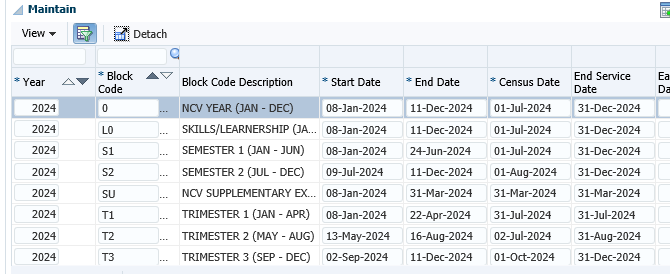 Maintain
View Detach
* Year * Block Code Block Code Description * Start Date * End Date * Census Date End Service Date Ea Da
2024 0 ... NCV YEAR (JAN - DEC) 08-Jan-2024 11-Dec-2024 01-Jul-2024 31-Dec-2024
2024 L0 ... SKILLS/LEARNERSHIP (JA... 08-Jan-2024 11-Dec-2024 01-Jul-2024 31-Dec-2024
2024 S1 ... SEMESTER 1 (JAN - JUN) 08-Jan-2024 24-Jun-2024 01-Jul-2024 31-Dec-2024
2024 S2 ... SEMESTER 2 (JUL - DEC) 09-Jul-2024 11-Dec-2024 01-Aug-2024 31-Dec-2024
2024 SU ... NCV SUPPLEMENTARY EX... 08-Jan-2024 31-Mar-2024 31-Mar-2024 31-Dec-2024
2024 T1 ... TRIMESTER 1 (JAN - APR) 08-Jan-2024 22-Apr-2024 31-Jul-2024 31-Jul-2024
2024 T2 ... TRIMESTER 2 (MAY - AUG) 13-May-2024 16-Aug-2024 02-Jul-2024 31-Aug-2024
2024 T3 ... TRIMESTER 3 (SEP - DEC) 02-Sep-2024 11-Dec-2024 01-Oct-2024 31-Dec-2024